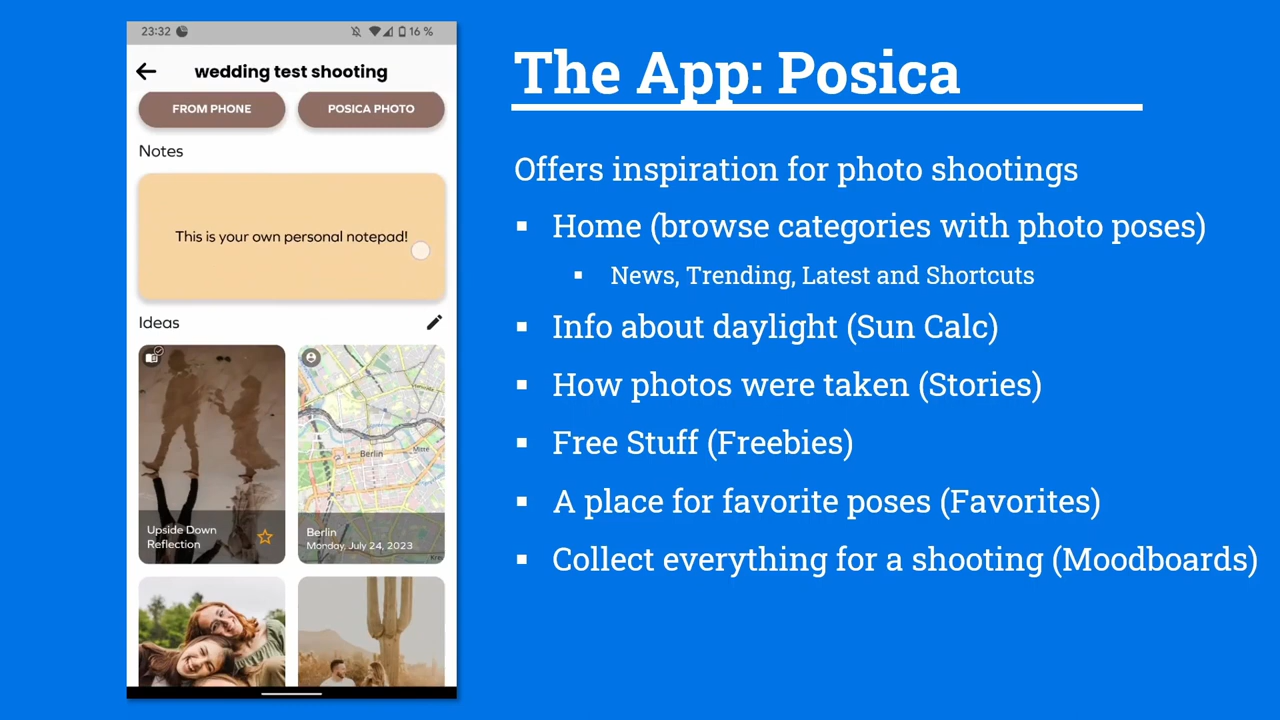 23:32
16 %
wedding test shooting
FROM PHONE
POSICA PHOTO
Notes
This is your own personal notepad!
Ideas
Upside Down
Reflection
Berlin
Mitte
Berlin
Monday, July 24, 2023
The App: Posica
Offers inspiration for photo shootings
▪ Home (browse categories with photo poses)
▪ News, Trending, Latest and Shortcuts
▪ Info about daylight (Sun Calc)
▪ How photos were taken (Stories)
▪ Free Stuff (Freebies)
▪ A place for favorite poses (Favorites)
▪ Collect everything for a shooting (Moodboards)